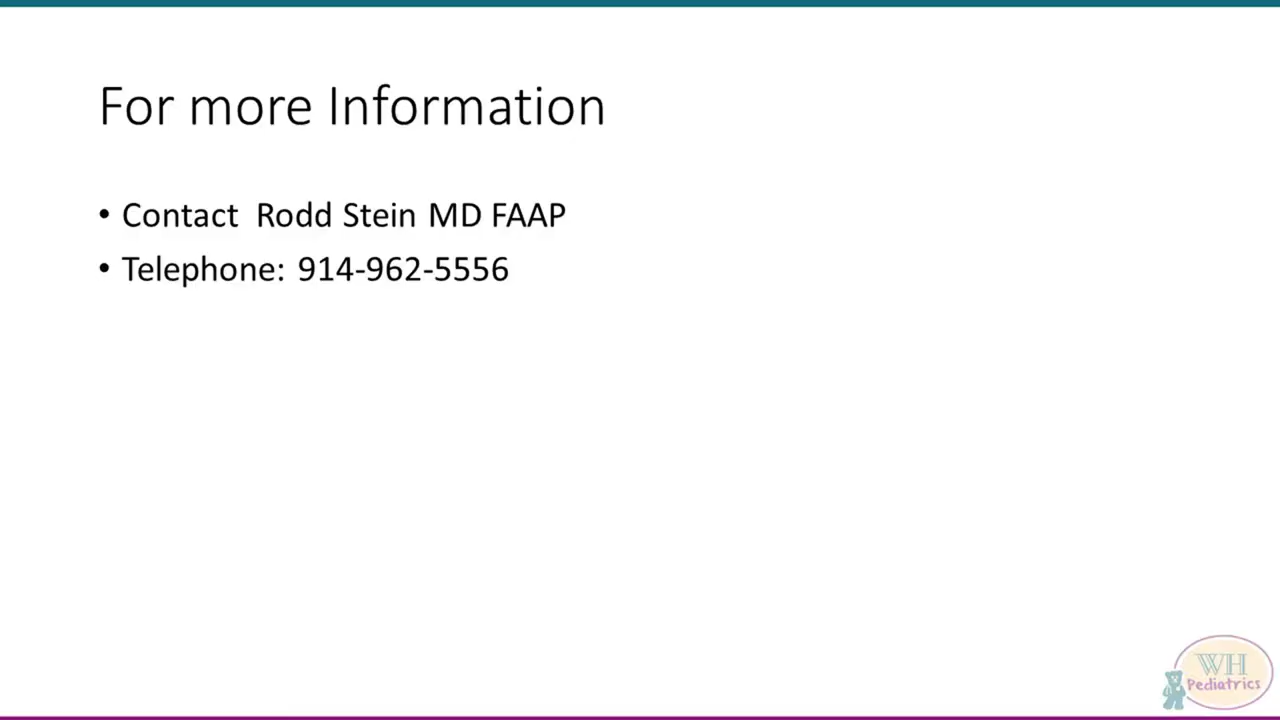 For more Information
• Contact  Rodd Stein MD FAAP
• Telephone: 914-962-5556
WH
Pediatrics